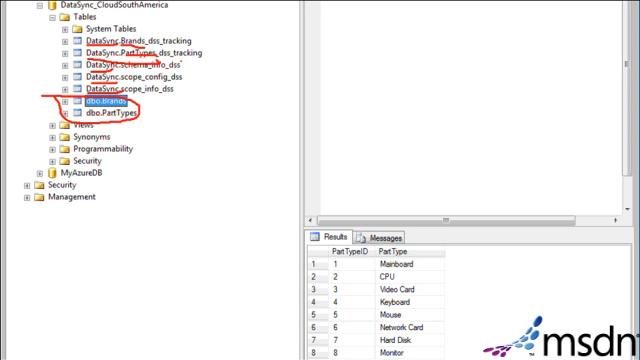 DataSync_CloudSouthAmerica
Tables
System Tables
DataSync.Brands_dss_tracking
DataSync.PartTypes_dss_tracking
DataSync.schema_info_dss
DataSync.scope_config_dss
DataSync.scope_info_dss
dbo.Brands
dbo.PartTypes
Views
Synonyms
Programmability
Security
MyAzureDB
Security
Management
Results Messages
PartTypeID PartType
1 1 Mainboard
2 2 CPU
3 3 Video Card
4 4 Keyboard
5 5 Mouse
6 6 Network Card
7 7 Hard Disk
8 8 Monitor
msdn